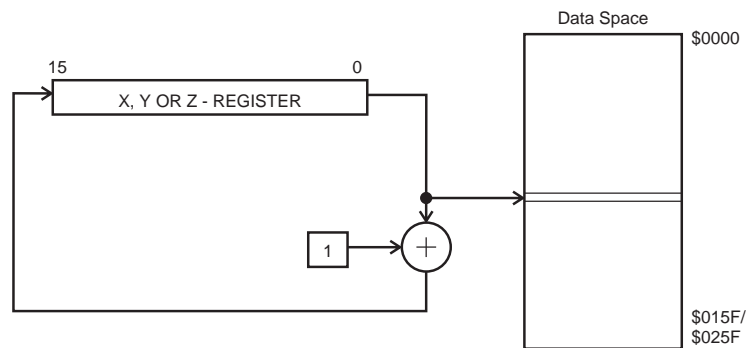 Data Space
$0000
15 0
X, Y OR Z - REGISTER
1
+
$015F/
$025F